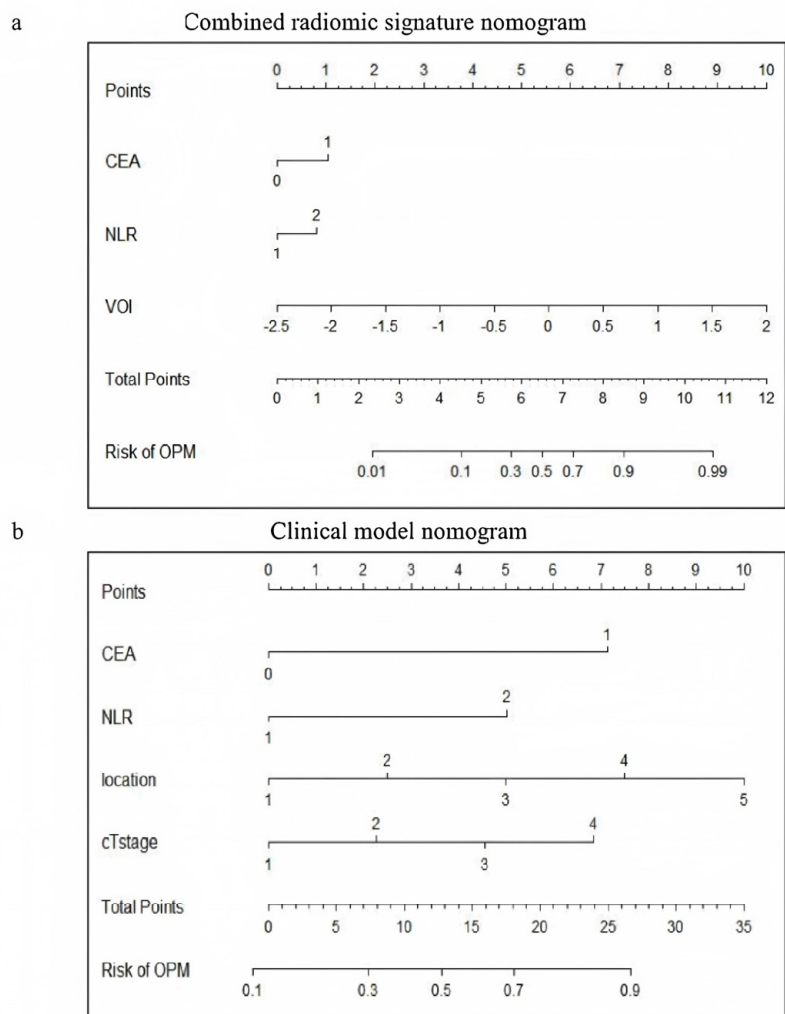 a Combined radiomic signature nomogram
0 1 2 3 4 5 6 7 8 9 10
Points
1
CEA
0
2
NLR
1
VOI
-2.5 -2 -1.5 -1 -0.5 0 0.5 1 1.5 2
Total Points
0 1 2 3 4 5 6 7 8 9 10 11 12
Risk of OPM
0.01 0.1 0.3 0.5 0.7 0.9 0.99
b Clinical model nomogram
0 1 2 3 4 5 6 7 8 9 10
Points
1
CEA
0
2
NLR
1
2 4
location
1 3 5
2 4
cTstage
1 3
Total Points
0 5 10 15 20 25 30 35
Risk of OPM
0.1 0.3 0.5 0.7 0.9